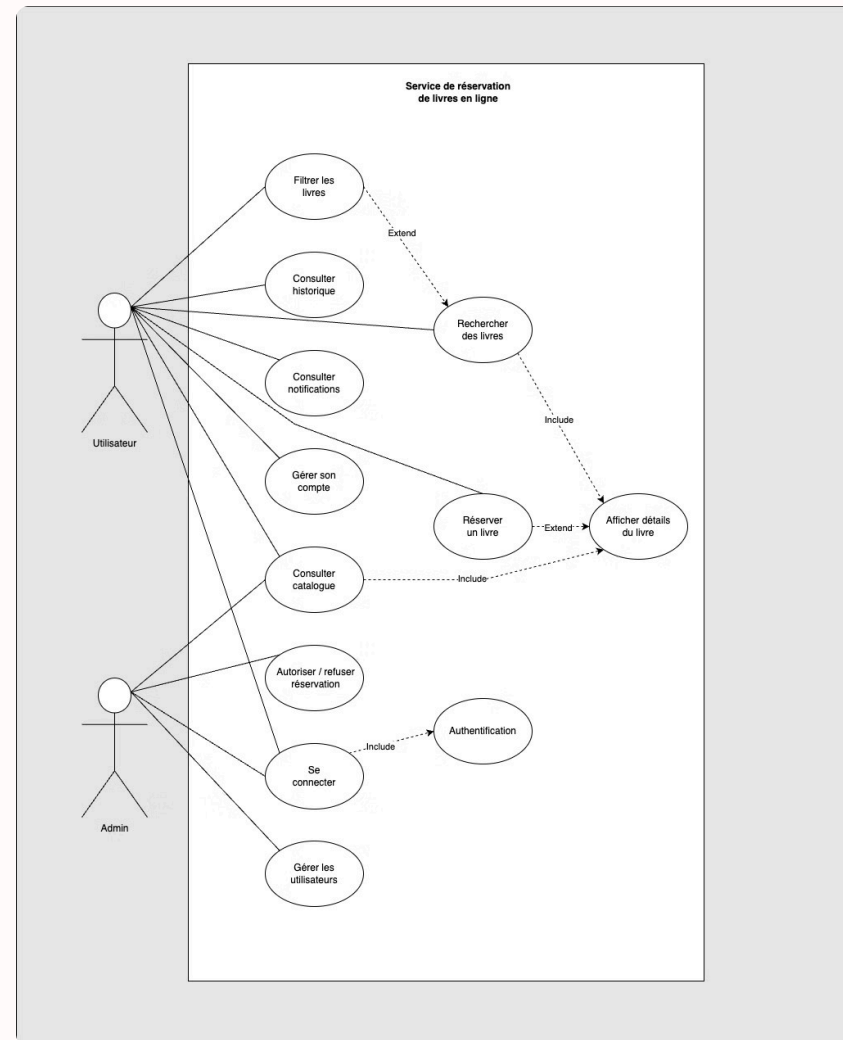 Service de réservation
de livres en ligne
Filtrer les
livres
Extend
Consulter
historique
Rechercher
des livres
Consulter
notifications
Utilisateur
Include
Gérer son
compte
Réserver
un livre
Extend
Afficher détails
du livre
Consulter
catalogue
Include
Autoriser / refuser
réservation
Authentification
Include
Se
connecter
Admin
Gérer les
utilisateurs